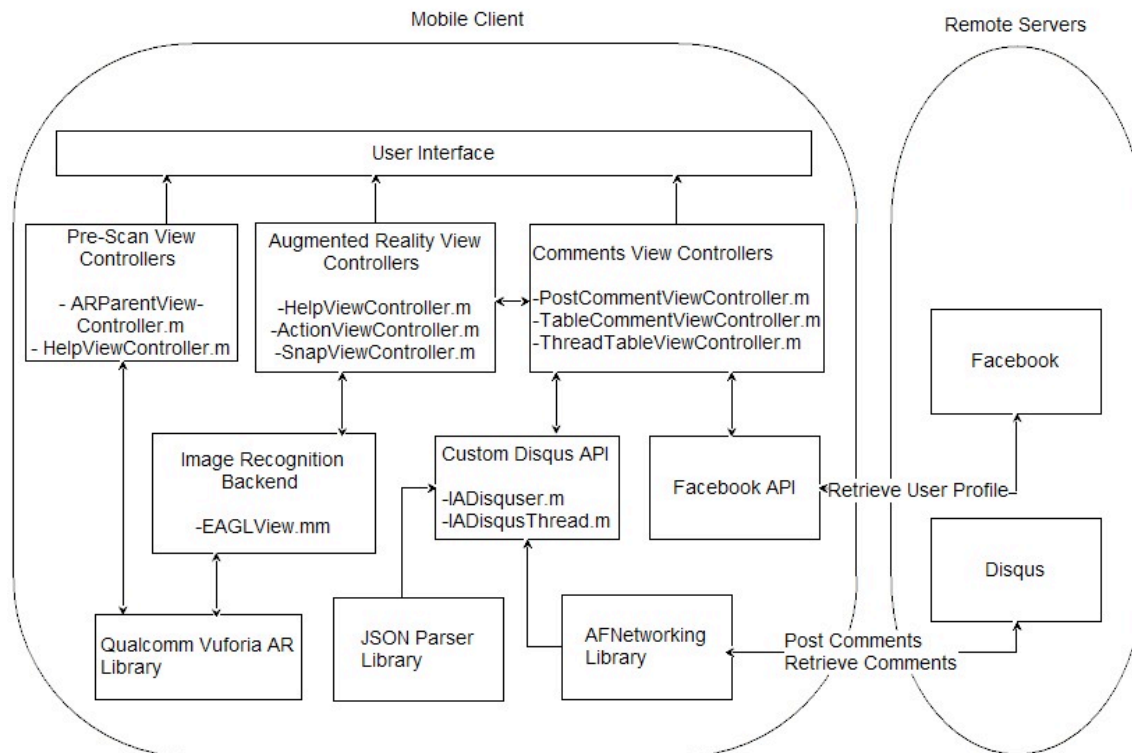 Mobile Client
Remote Servers
User Interface
Pre-Scan View
Controllers
- ARParentView-
Controller.m
- HelpViewController.m
Augmented Reality View
Controllers
-HelpViewController.m
-ActionViewController.m
-SnapViewController.m
Comments View Controllers
-PostCommentViewController.m
-TableCommentViewController.m
-ThreadTableViewController.m
Facebook
Image Recognition
Backend
-EAGLView.mm
Custom Disqus API
-IADisquser.m
-IADisqusThread.m
Facebook API
Retrieve User Profile
Disqus
Qualcomm Vuforia AR
Library
JSON Parser
Library
AFNetworking
Library
Post Comments
Retrieve Comments